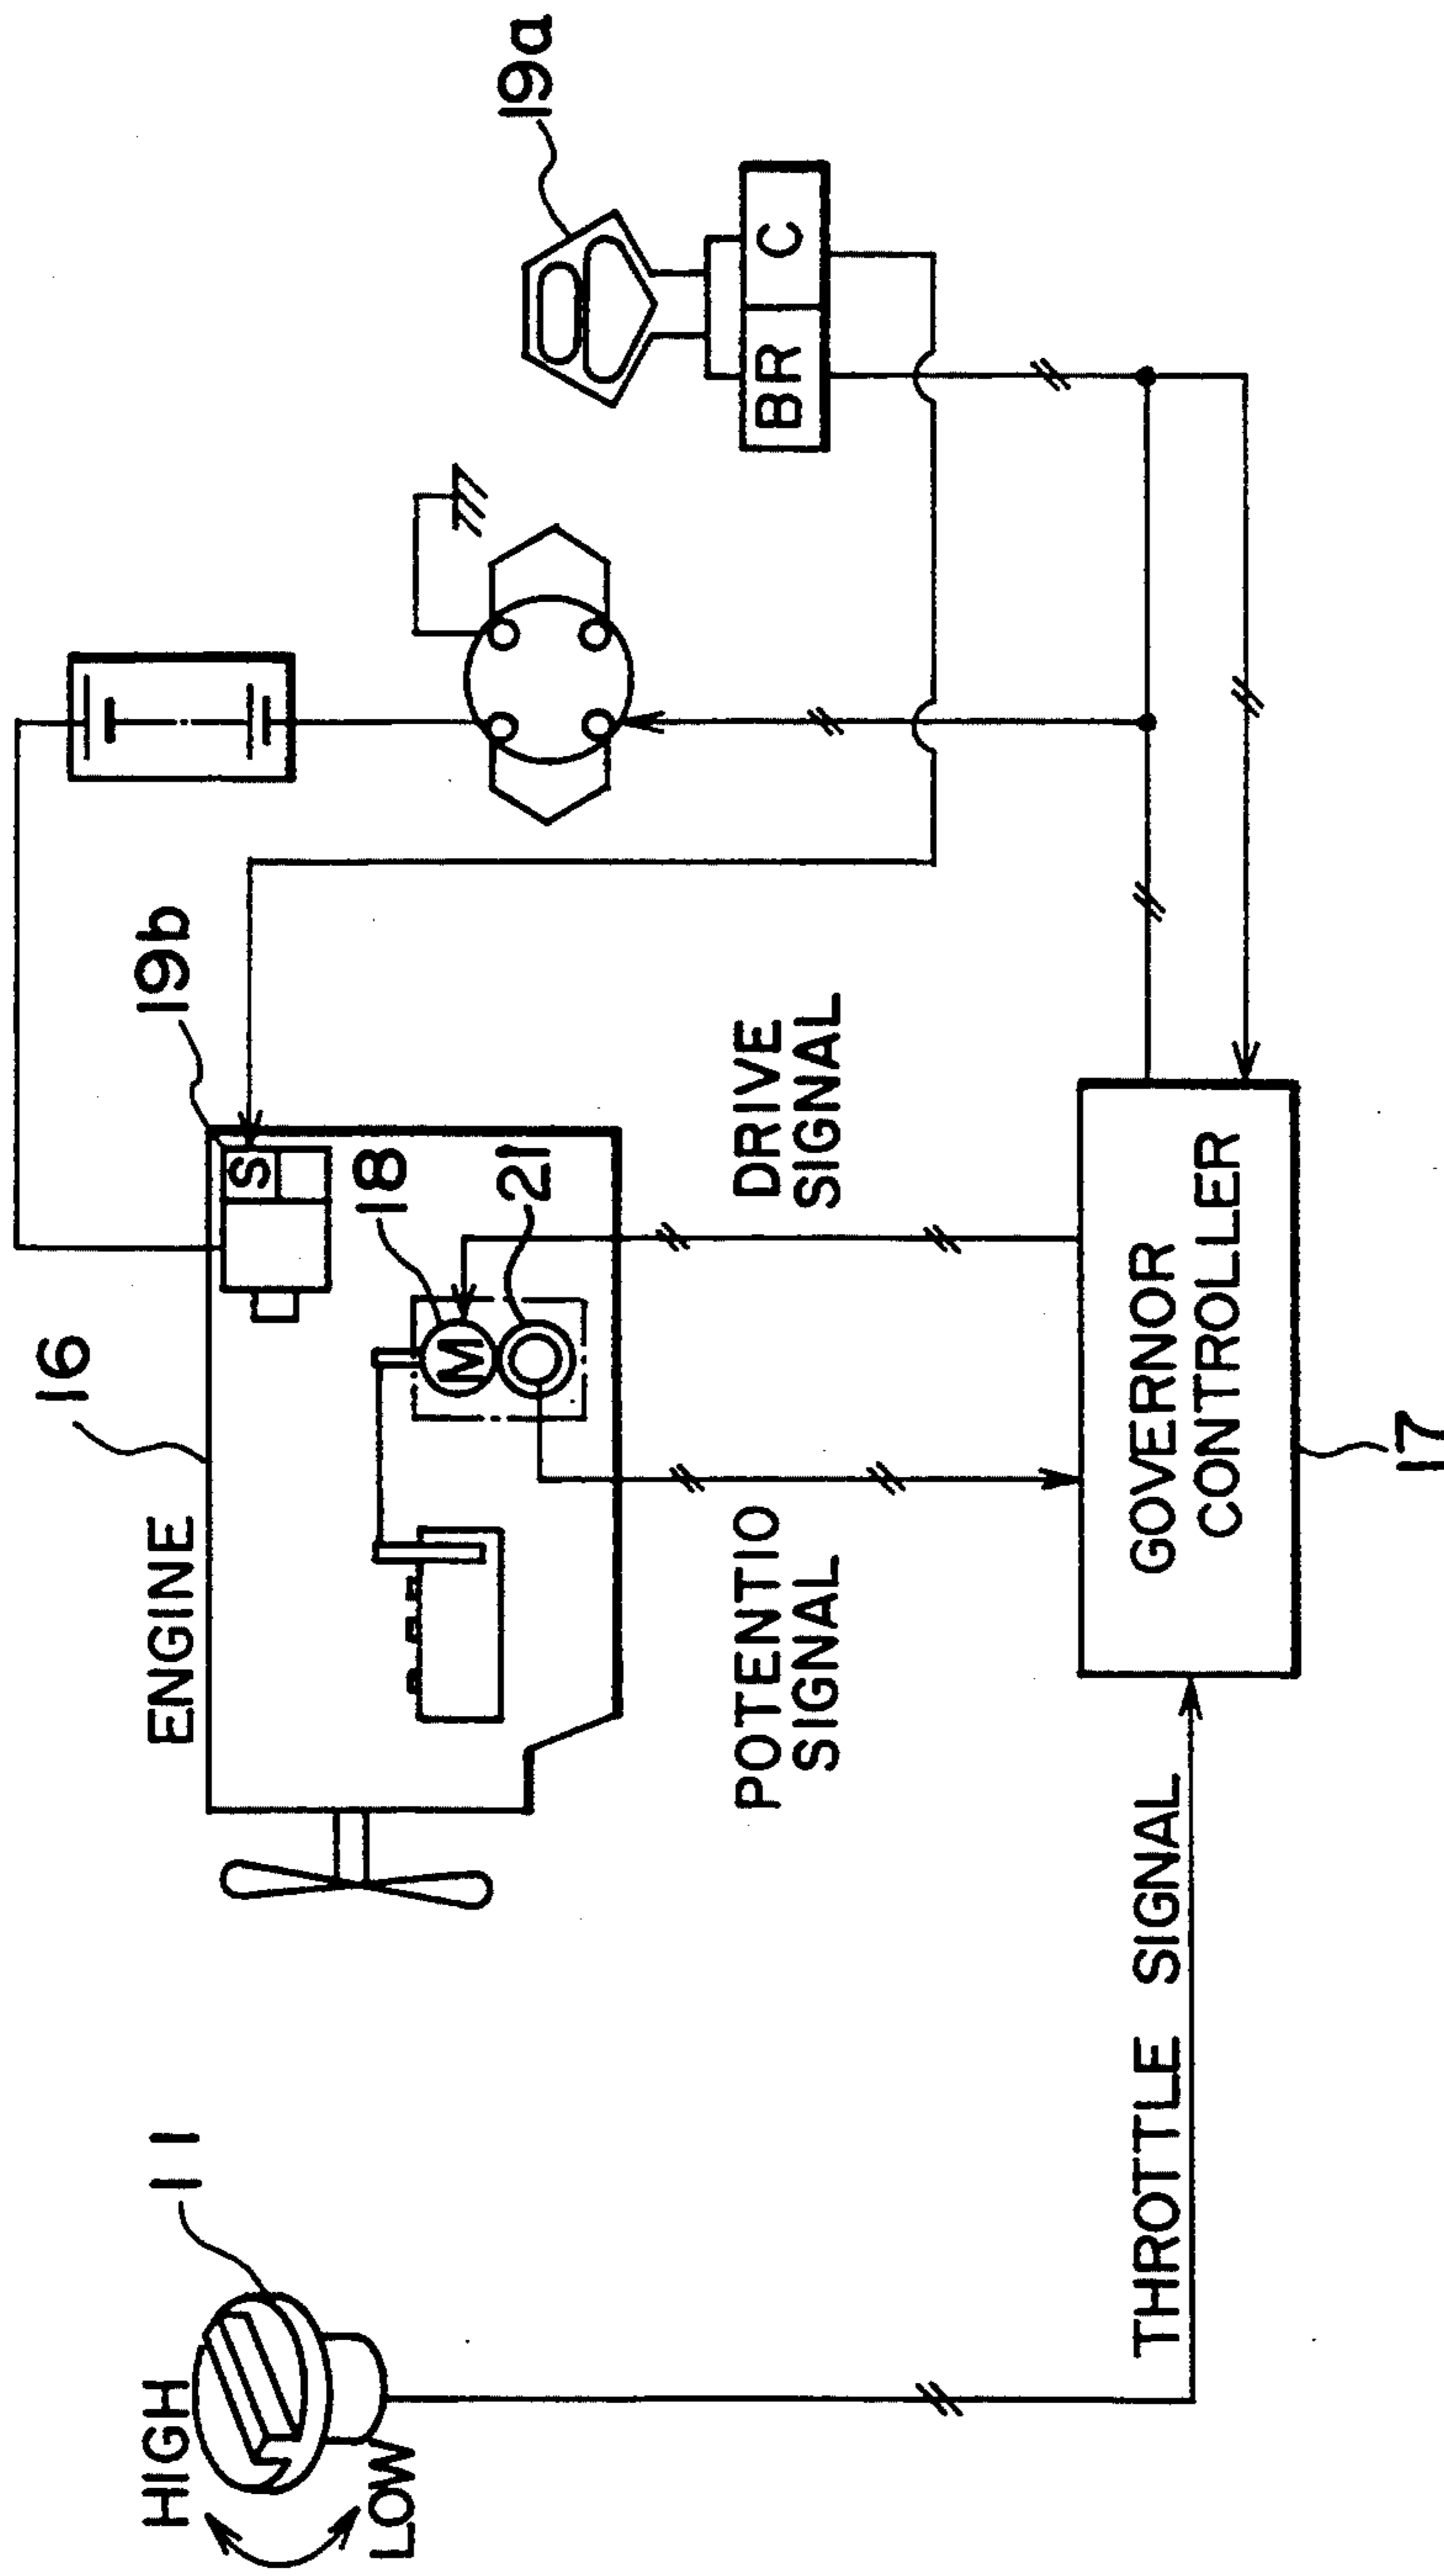 HIGH
LOW
11
ENGINE
16
19b
S
18
M
21
19a
BR
C
POTENTIO
SIGNAL
DRIVE
SIGNAL
THROTTLE SIGNAL
GOVERNOR
CONTROLLER
17